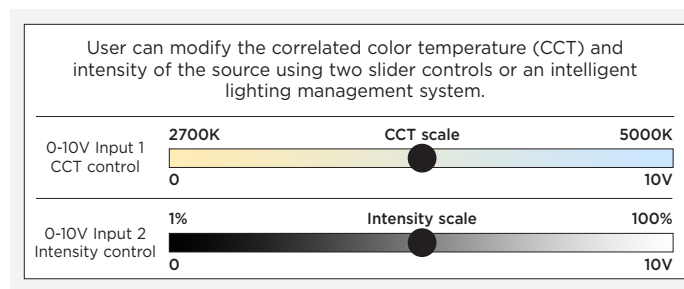 User can modify the correlated color temperature (CCT) and
intensity of the source using two slider controls or an intelligent
lighting management system.
0-10V Input 1
CCT control
2700K CCT scale 5000K
0 10V
0-10V Input 2
Intensity control
1% Intensity scale 100%
0 10V